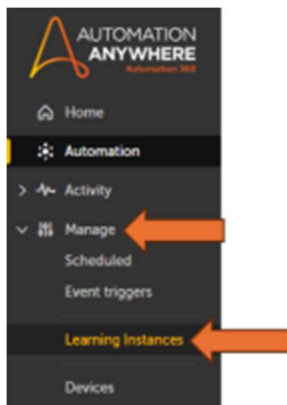 AUTOMATION
ANYWHERE
Automation 360
Home
Automation
Activity
Manage
Scheduled
Event triggers
Learning Instances
Devices